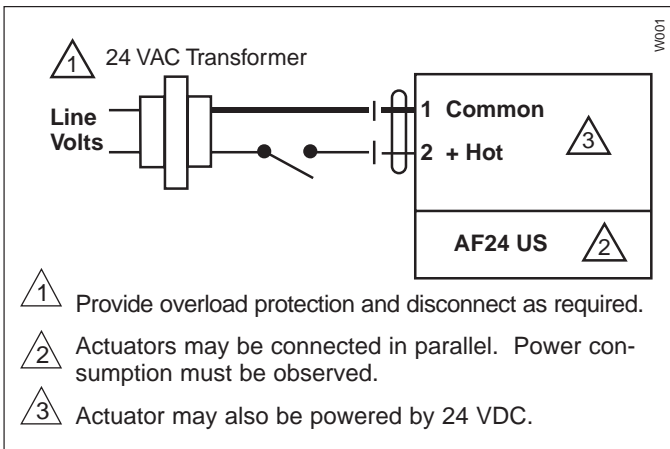 W001
1 24 VAC Transformer
Line
Volts
1 Common
2 + Hot
3
AF24 US 2
1 Provide overload protection and disconnect as required.
2 Actuators may be connected in parallel. Power con-
sumption must be observed.
3 Actuator may also be powered by 24 VDC.